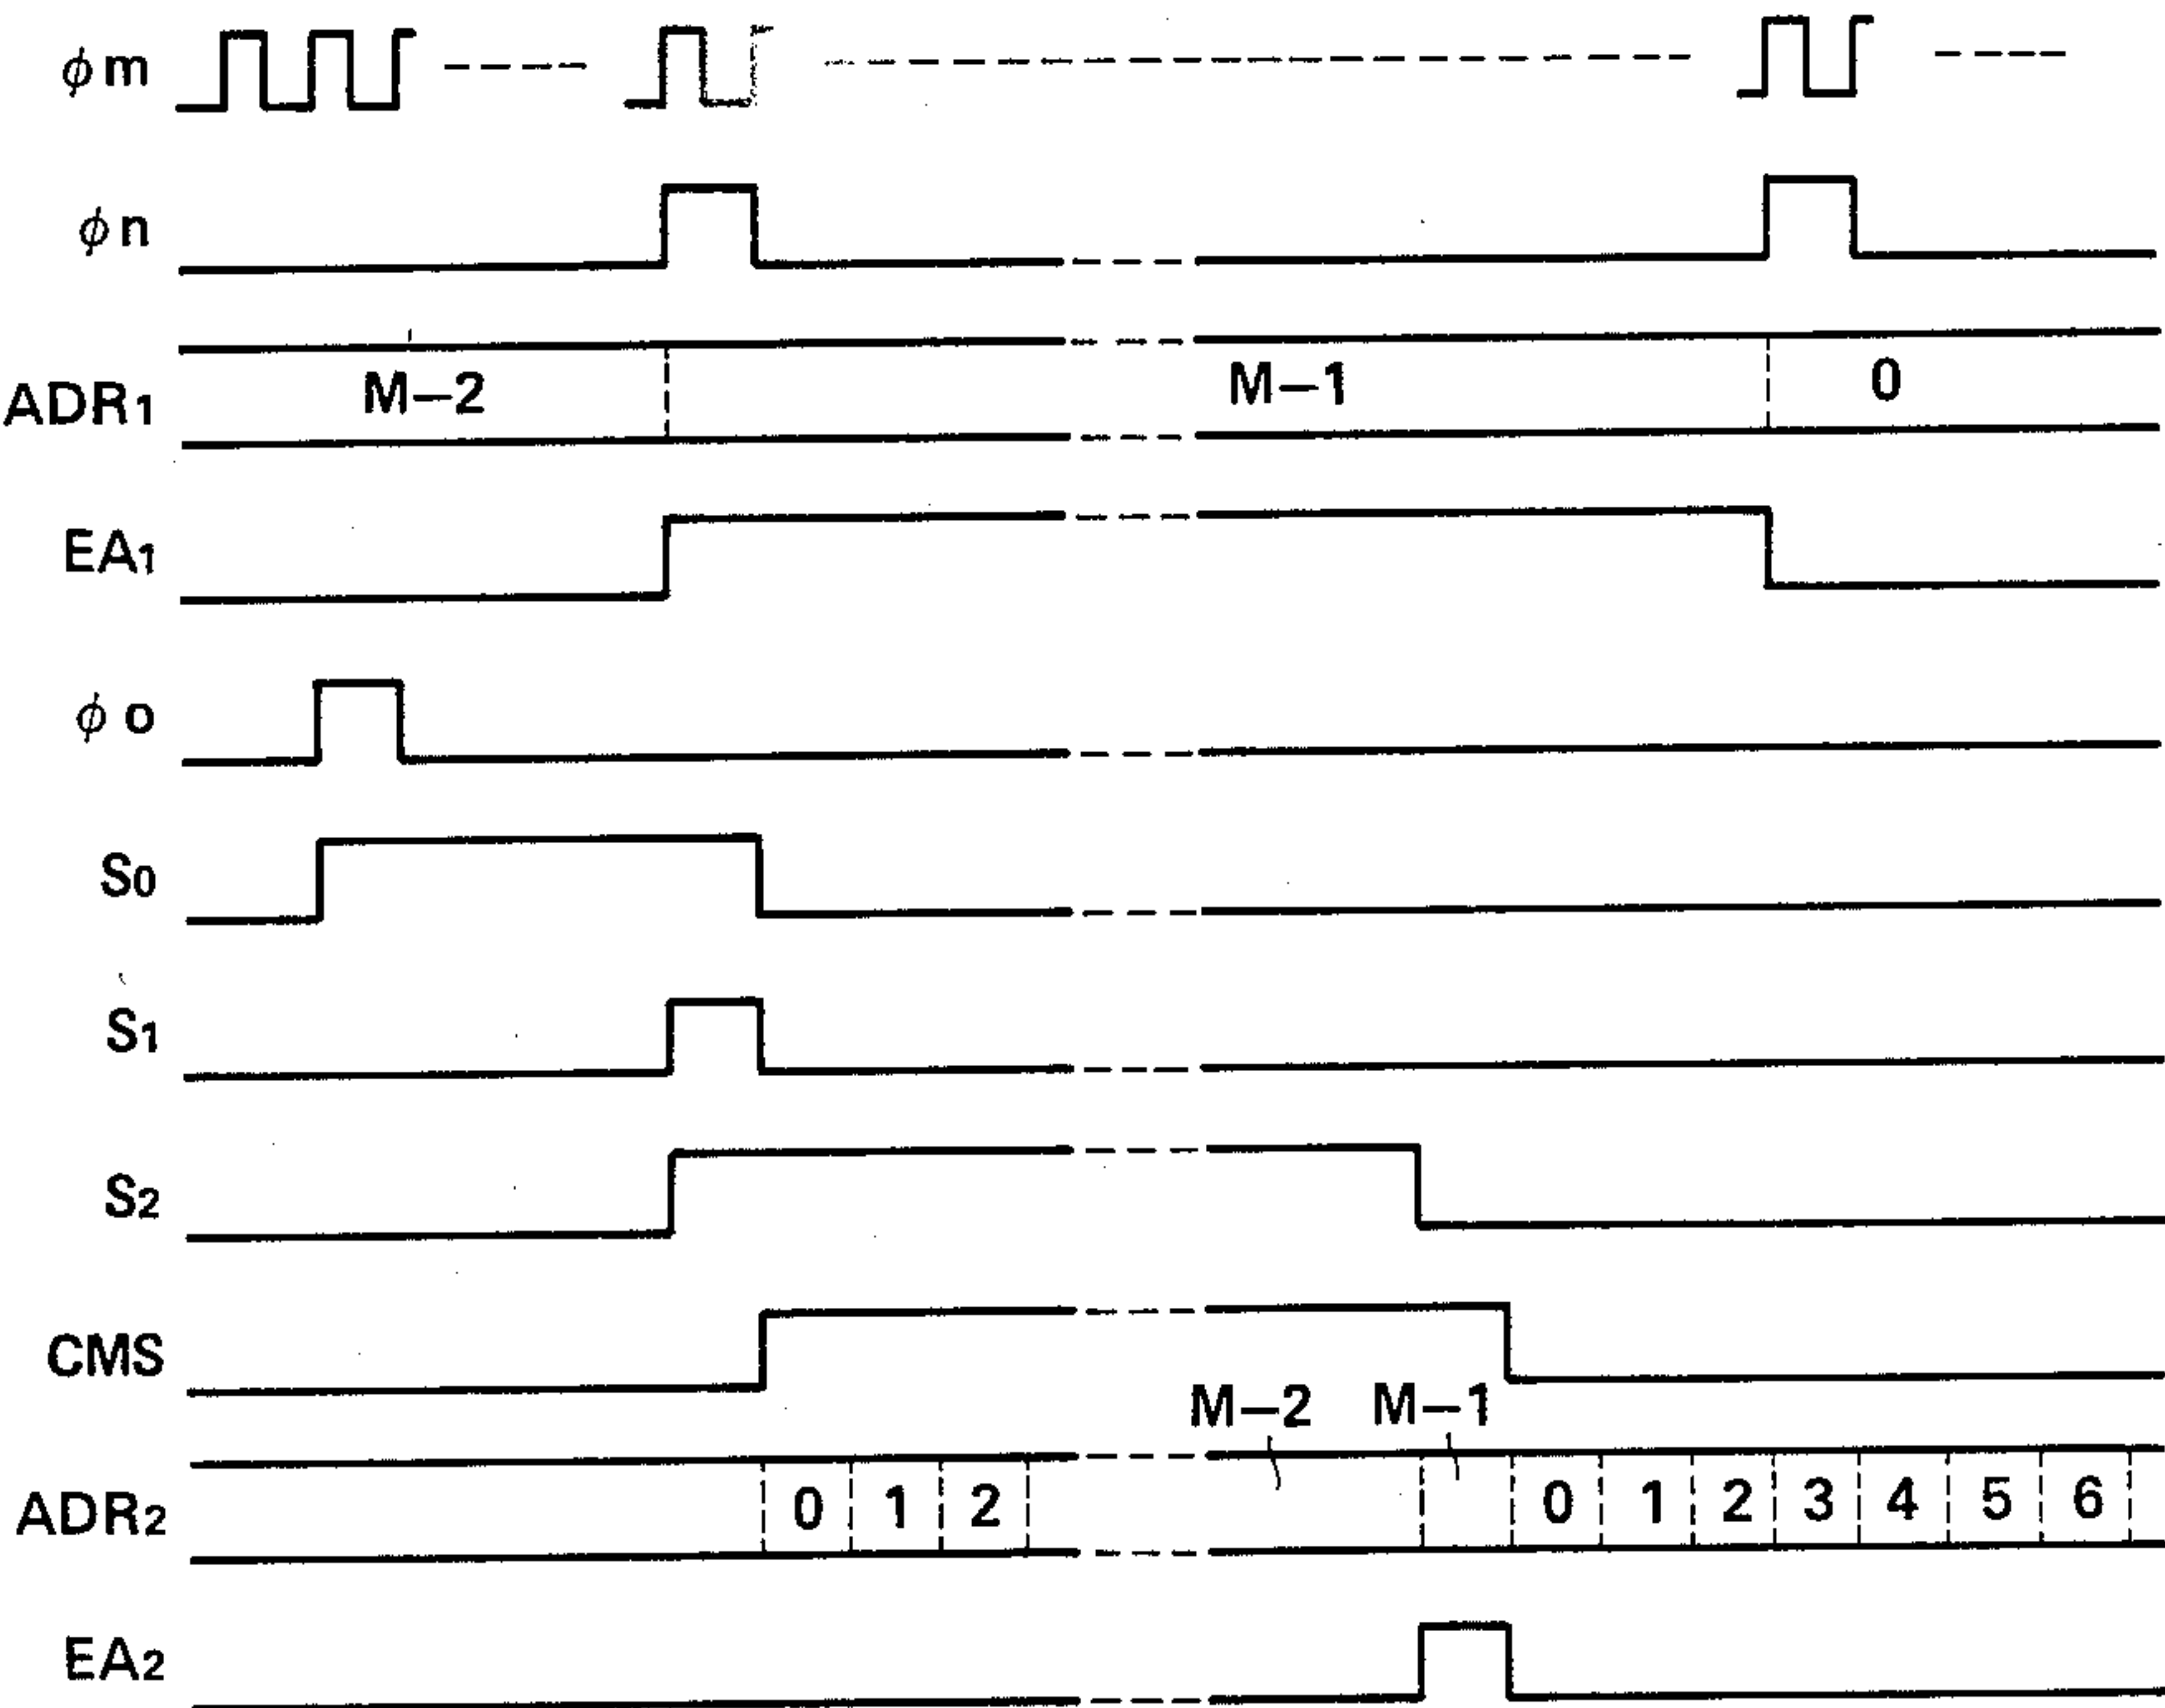 φm
φn
ADR1 M–2 M–1 0
EA1
φo
S0
S1
S2
CMS
M–2 M–1
ADR2 0 1 2 0 1 2 3 4 5 6
EA2